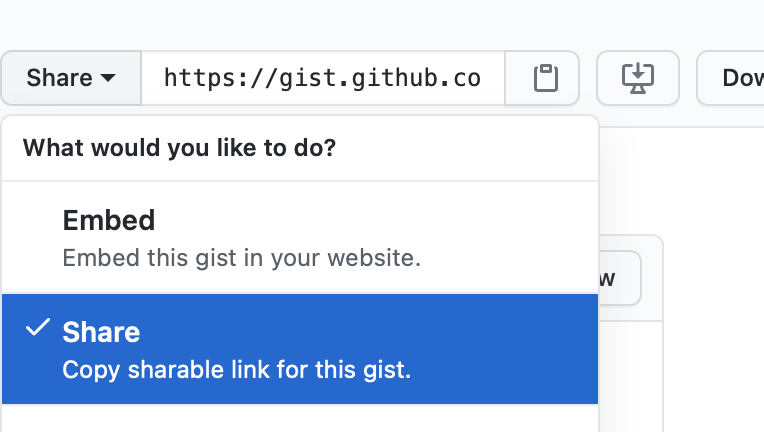 Share https://gist.github.co
What would you like to do?
Embed
Embed this gist in your website.
Share
Copy sharable link for this gist.